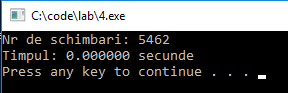 C:\code\lab\4.exe
Nr de schimbari: 5462
Timpul: 0.000000 secunde
Press any key to continue . . .